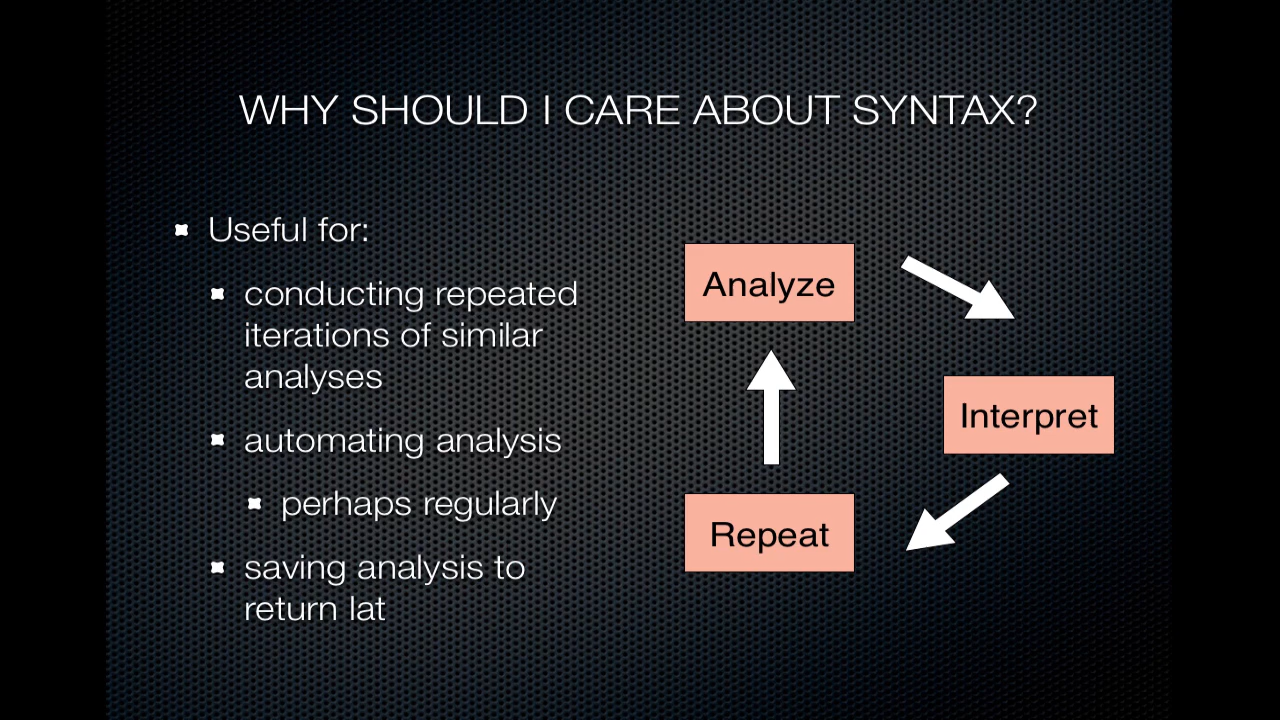 WHY SHOULD I CARE ABOUT SYNTAX?
Useful for:
conducting repeated
iterations of similar
analyses
automating analysis
perhaps regularly
saving analysis to
return lat
Analyze
Interpret
Repeat